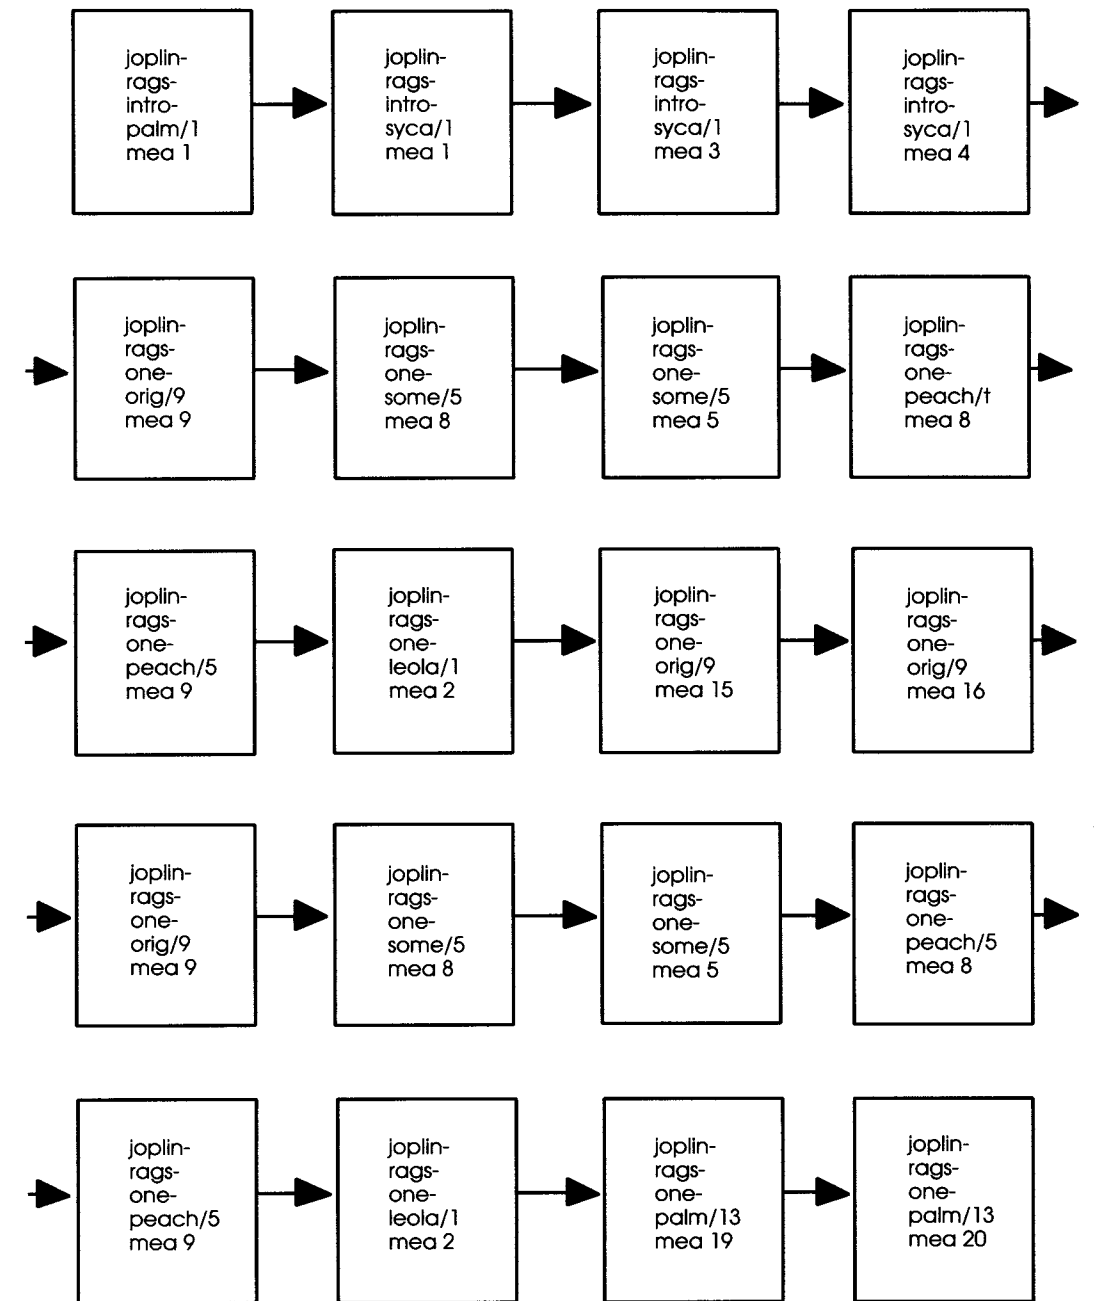 joplin-
rags-
intro-
palm/1
mea 1
joplin-
rags-
intro-
syca/1
mea 1
joplin-
rags-
intro-
syca/1
mea 3
joplin-
rags-
intro-
syca/1
mea 4
joplin-
rags-
one-
orig/9
mea 9
joplin-
rags-
one-
some/5
mea 8
joplin-
rags-
one-
some/5
mea 5
joplin-
rags-
one-
peach/t
mea 8
joplin-
rags-
one-
peach/5
mea 9
joplin-
rags-
one-
leola/1
mea 2
joplin-
rags-
one-
orig/9
mea 15
joplin-
rags-
one-
orig/9
mea 16
joplin-
rags-
one-
orig/9
mea 9
joplin-
rags-
one-
some/5
mea 8
joplin-
rags-
one-
some/5
mea 5
joplin-
rags-
one-
peach/5
mea 8
joplin-
rags-
one-
peach/5
mea 9
joplin-
rags-
one-
leola/1
mea 2
joplin-
rags-
one-
palm/13
mea 19
joplin-
rags-
one-
palm/13
mea 20